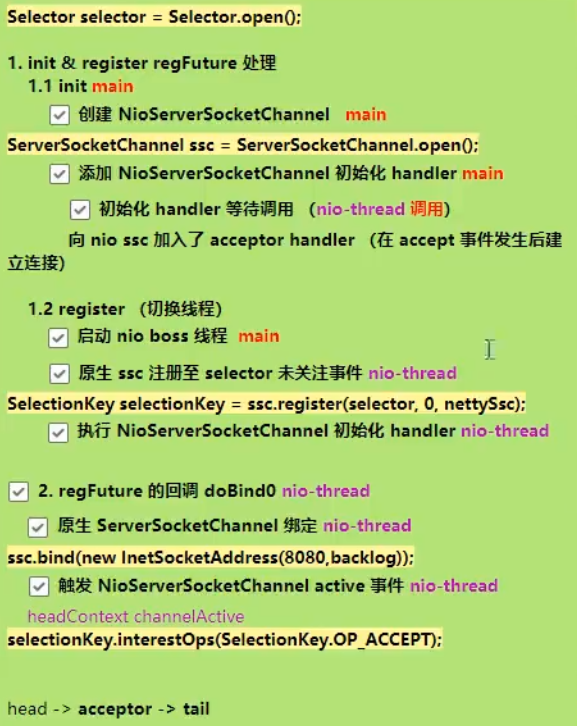 Selector selector = Selector.open();
1. init & register regFuture 处理
1.1 init main
创建 NioServerSocketChannel main
ServerSocketChannel ssc = ServerSocketChannel.open();
添加 NioServerSocketChannel 初始化 handler main
初始化 handler 等待调用 （nio-thread 调用）
向 nio ssc 加入了 acceptor handler （在 accept 事件发生后建
立连接）
1.2 register （切换线程）
启动 nio boss 线程 main
原生 ssc 注册至 selector 未关注事件 nio-thread
SelectionKey selectionKey = ssc.register(selector, 0, nettySsc);
执行 NioServerSocketChannel 初始化 handler nio-thread
2. regFuture 的回调 doBind0 nio-thread
原生 ServerSocketChannel 绑定 nio-thread
ssc.bind(new InetSocketAddress(8080,backlog));
触发 NioServerSocketChannel active 事件 nio-thread
headContext channelActive
selectionKey.interestOps(SelectionKey.OP_ACCEPT);
head -> acceptor -> tail